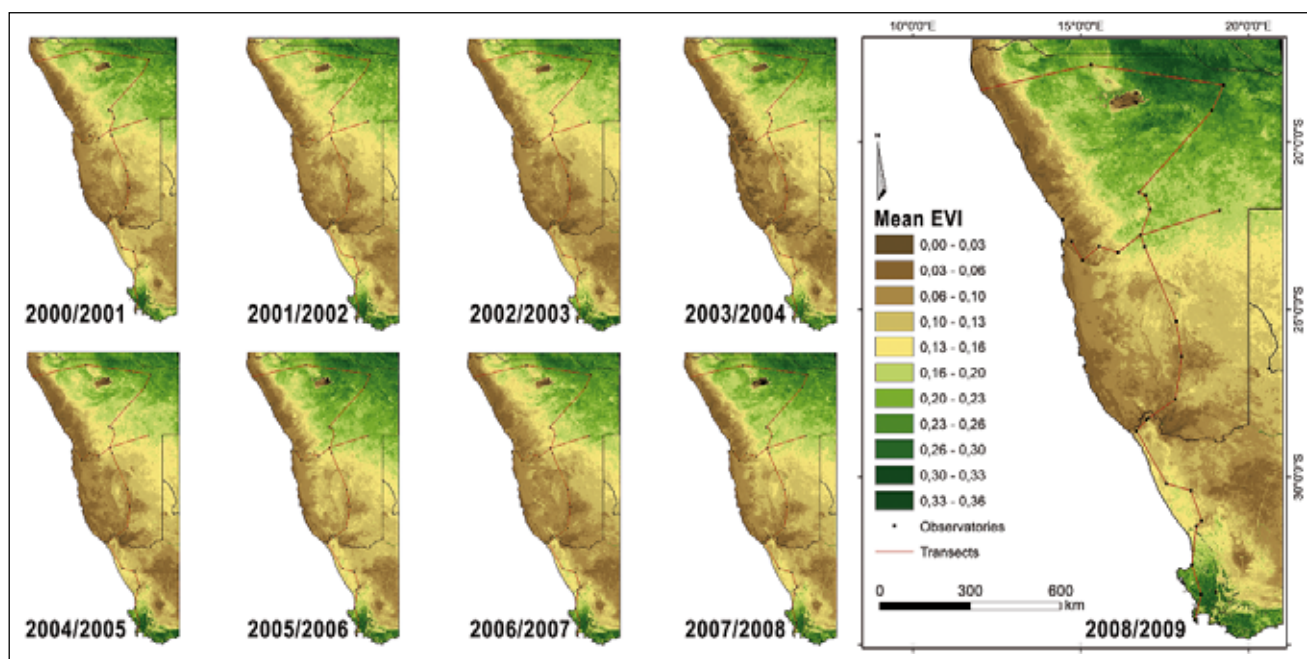 2000/2001
2001/2002
2002/2003
2003/2004
2004/2005
2005/2006
2006/2007
2007/2008
10°0'0"E
15°0'0"E
20°0'0"E
20°0'0"S
25°0'0"S
30°0'0"S
Mean EVI
0,00 - 0,03
0,03 - 0,06
0,06 - 0,10
0,10 - 0,13
0,13 - 0,16
0,16 - 0,20
0,20 - 0,23
0,23 - 0,26
0,26 - 0,30
0,30 - 0,33
0,33 - 0,36
Observatories
Transects
0 300 600
km
2008/2009